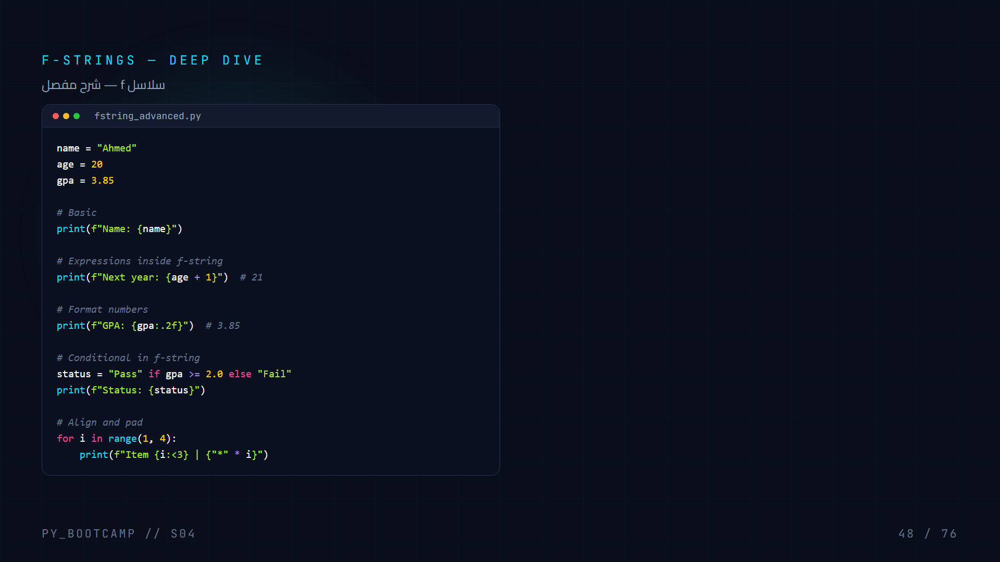 F-STRINGS — DEEP DIVE
سلاسل f — شرح مفصل
fstring_advanced.py
name = "Ahmed"
age = 20
gpa = 3.85
# Basic
print(f"Name: {name}")
# Expressions inside f-string
print(f"Next year: {age + 1}")  # 21
# Format numbers
print(f"GPA: {gpa:.2f}")  # 3.85
# Conditional in f-string
status = "Pass" if gpa >= 2.0 else "Fail"
print(f"Status: {status}")
# Align and pad
for i in range(1, 4):
    print(f"Item {i:<3} | {"*" * i}")
PY_BOOTCAMP // S04
48 / 76